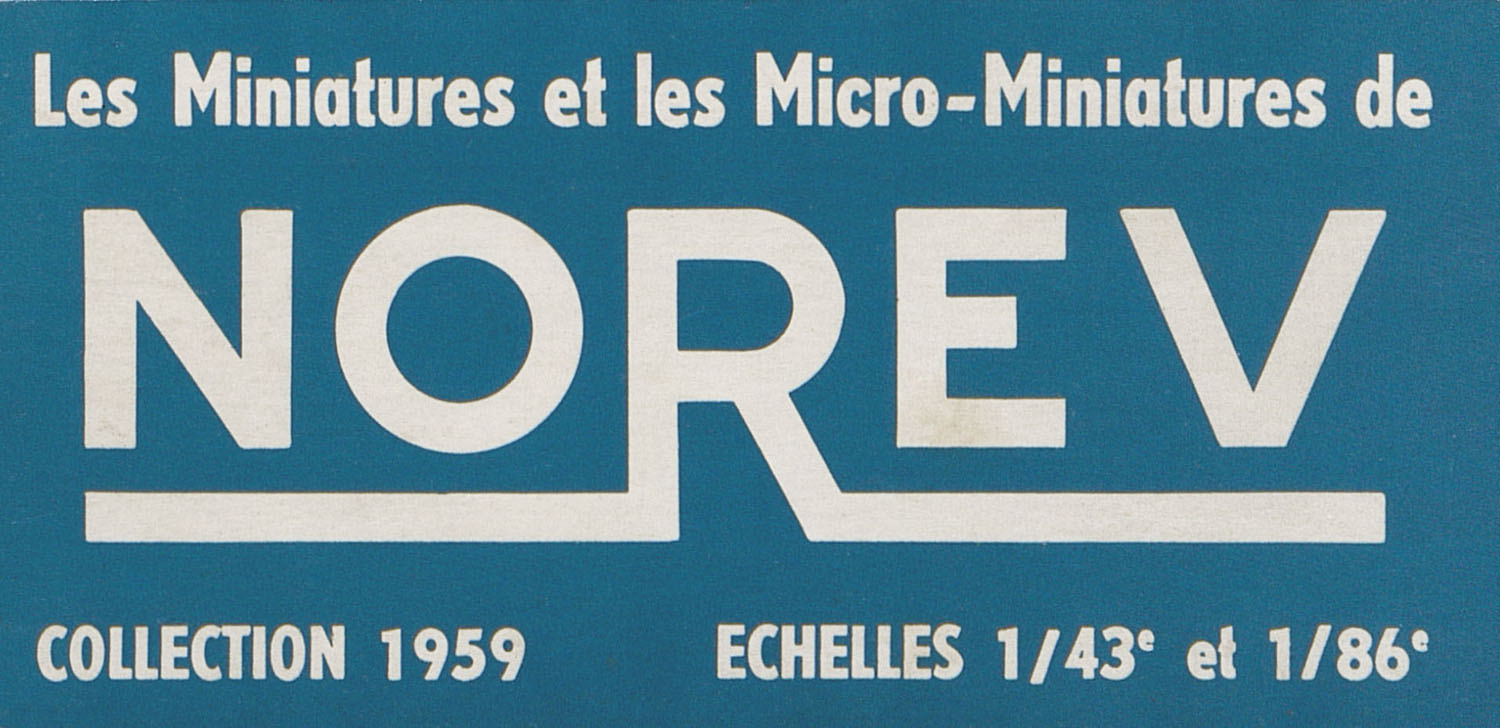 Les Miniatures et les Micro-Miniatures de
NOREV
COLLECTION 1959 ECHELLES 1/43e et 1/86e